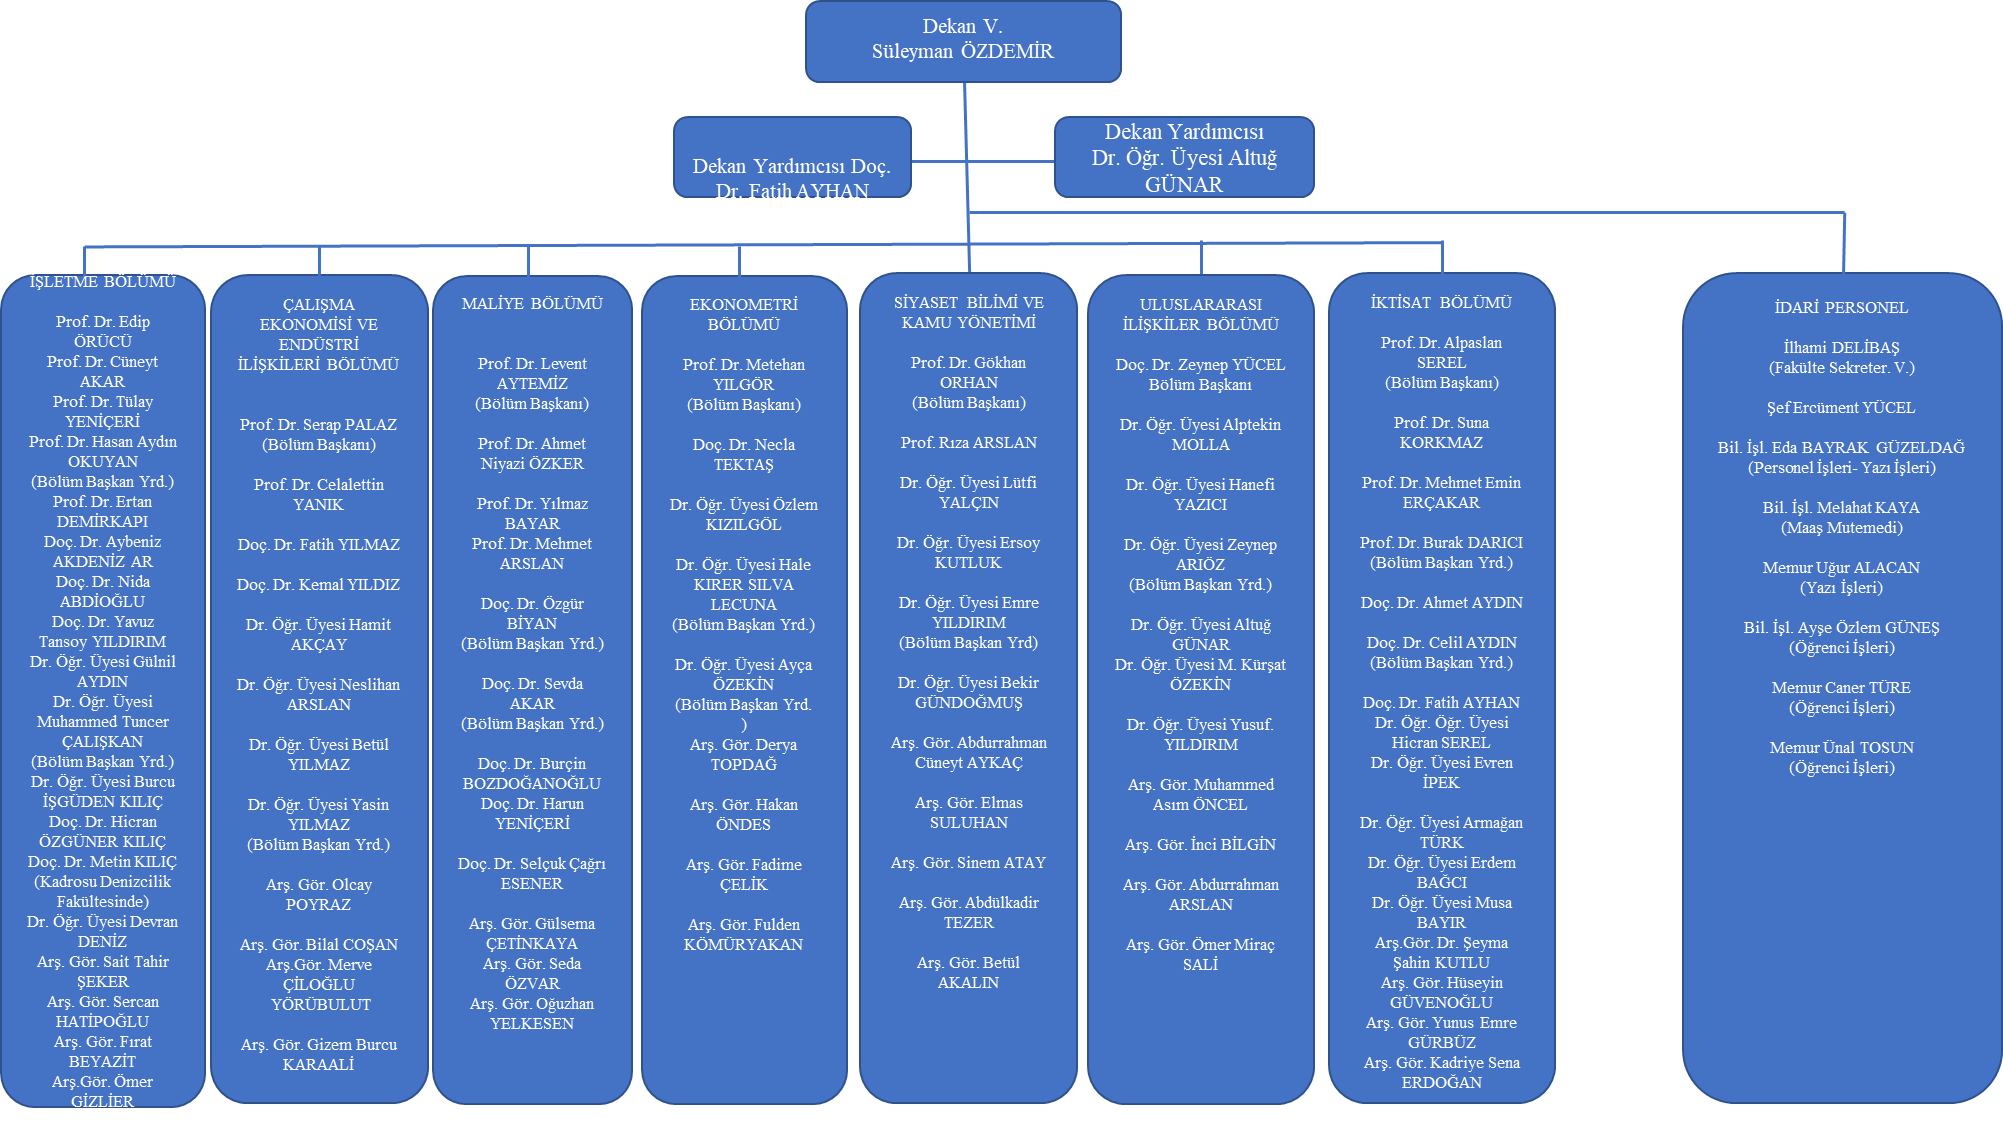 Dekan V.
Süleyman ÖZDEMİR
Dekan Yardımcısı Doç.
Dr. Fatih AYHAN
Dekan Yardımcısı
Dr. Öğr. Üyesi Altuğ
GÜNAR
İŞLETME BÖLÜMÜ
Prof. Dr. Edip
ÖRÜCÜ
Prof. Dr. Cüneyt
AKAR
Prof. Dr. Tülay
YENİÇERİ
Prof. Dr. Hasan Aydın
OKUYAN
(Bölüm Başkan Yrd.)
Prof. Dr. Ertan
DEMİRKAPI
Doç. Dr. Aybeniz
AKDENİZ AR
Doç. Dr. Nida
ABDİOĞLU
Doç. Dr. Yavuz
Tansoy YILDIRIM
Dr. Öğr. Üyesi Gülnil
AYDIN
Dr. Öğr. Üyesi
Muhammed Tuncer
ÇALIŞKAN
(Bölüm Başkan Yrd.)
Dr. Öğr. Üyesi Burcu
İŞGÜDEN KILIÇ
Doç. Dr. Hicran
ÖZGÜNER KILIÇ
Doç. Dr. Metin KILIÇ
(Kadrosu Denizcilik
Fakültesinde)
Dr. Öğr. Üyesi Devran
DENİZ
Arş. Gör. Sait Tahir
ŞEKER
Arş. Gör. Sercan
HATİPOĞLU
Arş. Gör. Fırat
BEYAZİT
Arş.Gör. Ömer
GİZLİER
ÇALIŞMA
EKONOMİSİ VE
ENDÜSTRİ
İLİŞKİLERİ BÖLÜMÜ
Prof. Dr. Serap PALAZ
(Bölüm Başkanı)
Prof. Dr. Celalettin
YANIK
Doç. Dr. Fatih YILMAZ
Doç. Dr. Kemal YILDIZ
Dr. Öğr. Üyesi Hamit
AKÇAY
Dr. Öğr. Üyesi Neslihan
ARSLAN
Dr. Öğr. Üyesi Betül
YILMAZ
Dr. Öğr. Üyesi Yasin
YILMAZ
(Bölüm Başkan Yrd.)
Arş. Gör. Olcay
POYRAZ
Arş. Gör. Bilal COŞAN
Arş.Gör. Merve
ÇİLOĞLU
YÖRÜBULUT
Arş. Gör. Gizem Burcu
KARAALİ
MALİYE BÖLÜMÜ
Prof. Dr. Levent
AYTEMİZ
(Bölüm Başkanı)
Prof. Dr. Ahmet
Niyazi ÖZKER
Prof. Dr. Yılmaz
BAYAR
Prof. Dr. Mehmet
ARSLAN
Doç. Dr. Özgür
BİYAN
(Bölüm Başkan Yrd.)
Doç. Dr. Sevda
AKAR
(Bölüm Başkan Yrd.)
Doç. Dr. Burçin
BOZDOĞANOĞLU
Doç. Dr. Harun
YENİÇERİ
Doç. Dr. Selçuk Çağrı
ESENER
Arş. Gör. Gülsema
ÇETİNKAYA
Arş. Gör. Seda
ÖZVAR
Arş. Gör. Oğuzhan
YELKESEN
EKONOMETRİ
BÖLÜMÜ
Prof. Dr. Metehan
YILGÖR
(Bölüm Başkanı)
Doç. Dr. Necla
TEKTAŞ
Dr. Öğr. Üyesi Özlem
KIZILGÖL
Dr. Öğr. Üyesi Hale
KIRER SILVA
LECUNA
(Bölüm Başkan Yrd.)
Dr. Öğr. Üyesi Ayça
ÖZEKİN
(Bölüm Başkan Yrd.
)
Arş. Gör. Derya
TOPDAĞ
Arş. Gör. Hakan
ÖNDES
Arş. Gör. Fadime
ÇELİK
Arş. Gör. Fulden
KÖMÜRYAKAN
SİYASET BİLİMİ VE
KAMU YÖNETİMİ
Prof. Dr. Gökhan
ORHAN
(Bölüm Başkanı)
Prof. Rıza ARSLAN
Dr. Öğr. Üyesi Lütfi
YALÇIN
Dr. Öğr. Üyesi Ersoy
KUTLUK
Dr. Öğr. Üyesi Emre
YILDIRIM
(Bölüm Başkan Yrd)
Dr. Öğr. Üyesi Bekir
GÜNDOĞMUŞ
Arş. Gör. Abdurrahman
Cüneyt AYKAÇ
Arş. Gör. Elmas
SULUHAN
Arş. Gör. Sinem ATAY
Arş. Gör. Abdülkadir
TEZER
Arş. Gör. Betül
AKALIN
ULUSLARARASI
İLİŞKİLER BÖLÜMÜ
Doç. Dr. Zeynep YÜCEL
Bölüm Başkanı
Dr. Öğr. Üyesi Alptekin
MOLLA
Dr. Öğr. Üyesi Hanefi
YAZICI
Dr. Öğr. Üyesi Zeynep
ARIÖZ
(Bölüm Başkan Yrd.)
Dr. Öğr. Üyesi Altuğ
GÜNAR
Dr. Öğr. Üyesi M. Kürşat
ÖZEKİN
Dr. Öğr. Üyesi Yusuf.
YILDIRIM
Arş. Gör. Muhammed
Asım ÖNCEL
Arş. Gör. İnci BİLGİN
Arş. Gör. Abdurrahman
ARSLAN
Arş. Gör. Ömer Miraç
SALİ
İKTİSAT BÖLÜMÜ
Prof. Dr. Alpaslan
SEREL
(Bölüm Başkanı)
Prof. Dr. Suna
KORKMAZ
Prof. Dr. Mehmet Emin
ERÇAKAR
Prof. Dr. Burak DARICI
(Bölüm Başkan Yrd.)
Doç. Dr. Ahmet AYDIN
Doç. Dr. Celil AYDIN
(Bölüm Başkan Yrd.)
Doç. Dr. Fatih AYHAN
Dr. Öğr. Öğr. Üyesi
Hicran SEREL
Dr. Öğr. Üyesi Evren
İPEK
Dr. Öğr. Üyesi Armağan
TÜRK
Dr. Öğr. Üyesi Erdem
BAĞCI
Dr. Öğr. Üyesi Musa
BAYIR
Arş.Gör. Dr. Şeyma
Şahin KUTLU
Arş. Gör. Hüseyin
GÜVENOĞLU
Arş. Gör. Yunus Emre
GÜRBÜZ
Arş. Gör. Kadriye Sena
ERDOĞAN
İDARİ PERSONEL
İlhami DELİBAŞ
(Fakülte Sekreter. V.)
Şef Ercüment YÜCEL
Bil. İşl. Eda BAYRAK GÜZELDAĞ
(Personel İşleri- Yazı İşleri)
Bil. İşl. Melahat KAYA
(Maaş Mutemedi)
Memur Uğur ALACAN
(Yazı İşleri)
Bil. İşl. Ayşe Özlem GÜNEŞ
(Öğrenci İşleri)
Memur Caner TÜRE
(Öğrenci İşleri)
Memur Ünal TOSUN
(Öğrenci İşleri)